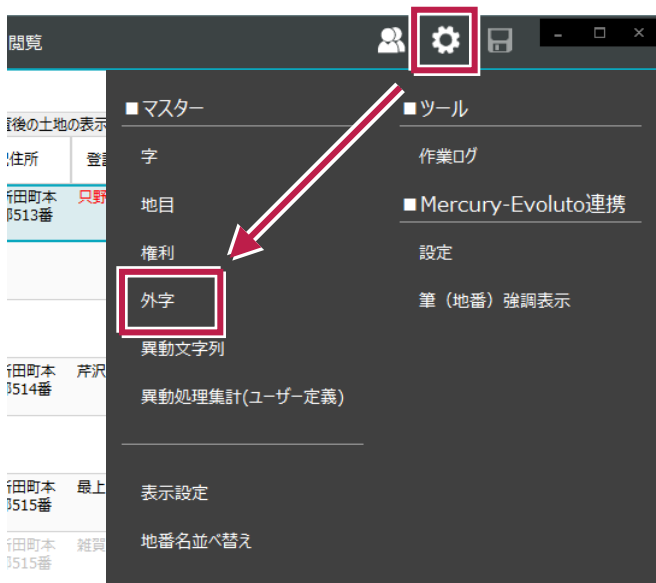 閲覧
後の土地の表示
住所
登
■マスター
■ツール
字
作業ログ
地目
■Mercury-Evoluto連携
権利
設定
外字
筆（地番）強調表示
異動文字列
異動処理集計(ユーザー定義)
表示設定
地番名並べ替え
田町本
513番
只野
田町本
514番
芹沢
田町本
515番
最上
田町本
515番
雑賀